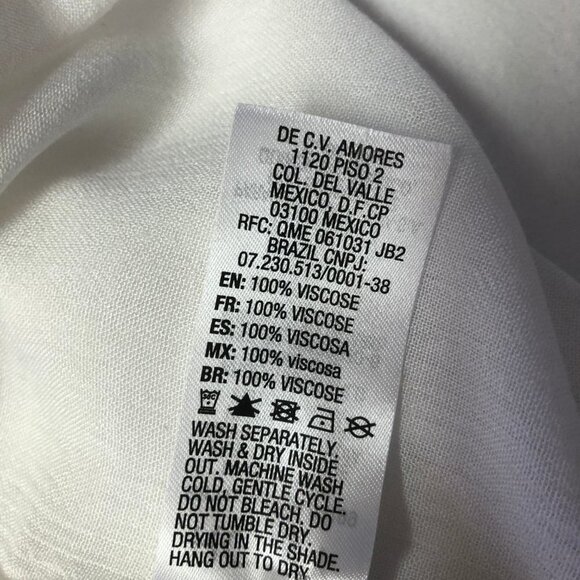 DE C.V. AMORES
1120 PISO 2
COL. DEL VALLE
MEXICO, D.F.CP
03100 MEXICO
RFC: QME 061031 JB2
BRAZIL CNPJ:
07.230.513/0001-38
EN: 100% VISCOSE
FR: 100% VISCOSE
ES: 100% VISCOSA
MX: 100% viscosa
BR: 100% VISCOSE
WASH SEPARATELY.
WASH & DRY INSIDE
OUT. MACHINE WASH
COLD, GENTLE CYCLE.
DO NOT BLEACH. DO
NOT TUMBLE DRY.
DRYING IN THE SHADE.
HANG OUT TO DRY.